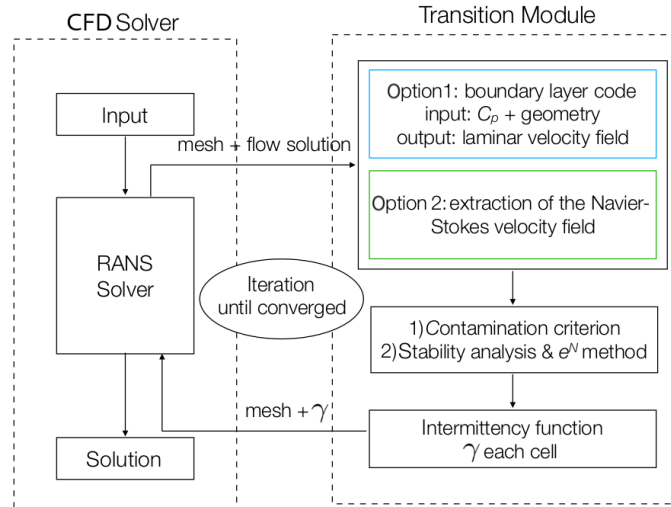 CFD Solver
Transition Module
Input
mesh + flow solution
RANS
Solver
Iteration
until converged
Solution
Option1: boundary layer code
input: Cₚ + geometry
output: laminar velocity field
Option 2: extraction of the Navier-
Stokes velocity field
1)Contamination criterion
2)Stability analysis & eᴺ method
Intermittency function
γ each cell
mesh + γ